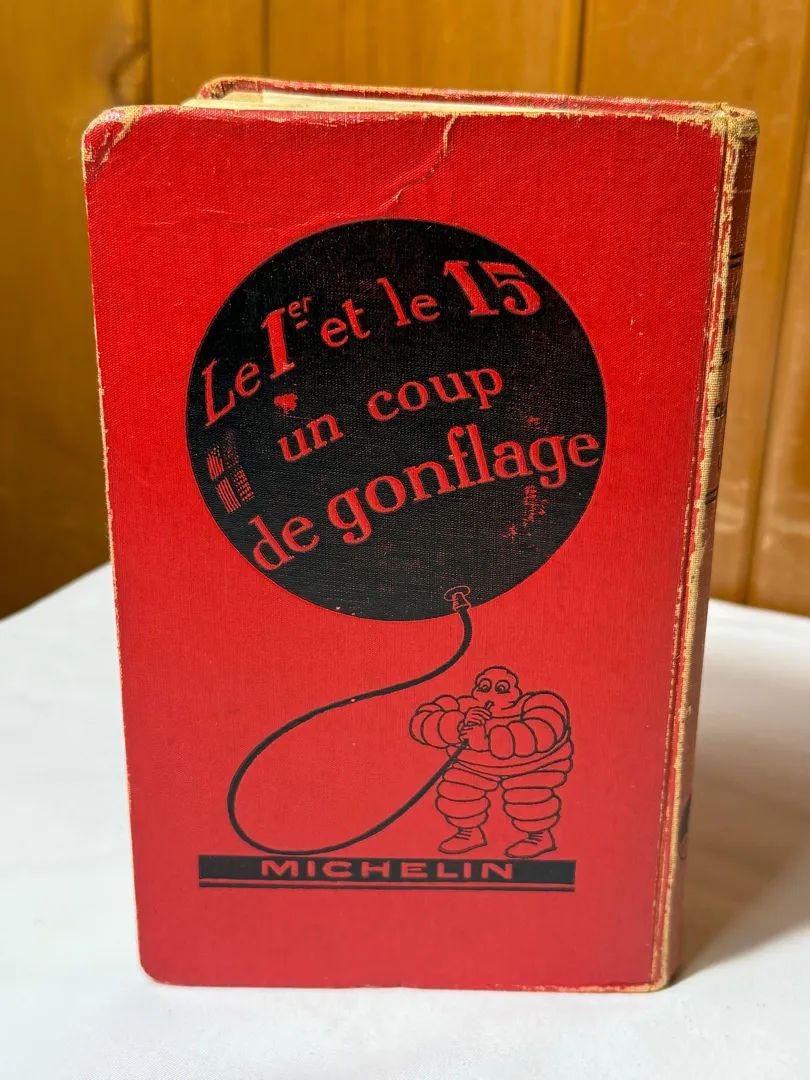 Le 1er et le 15
un coup
de gonflage
MICHELIN